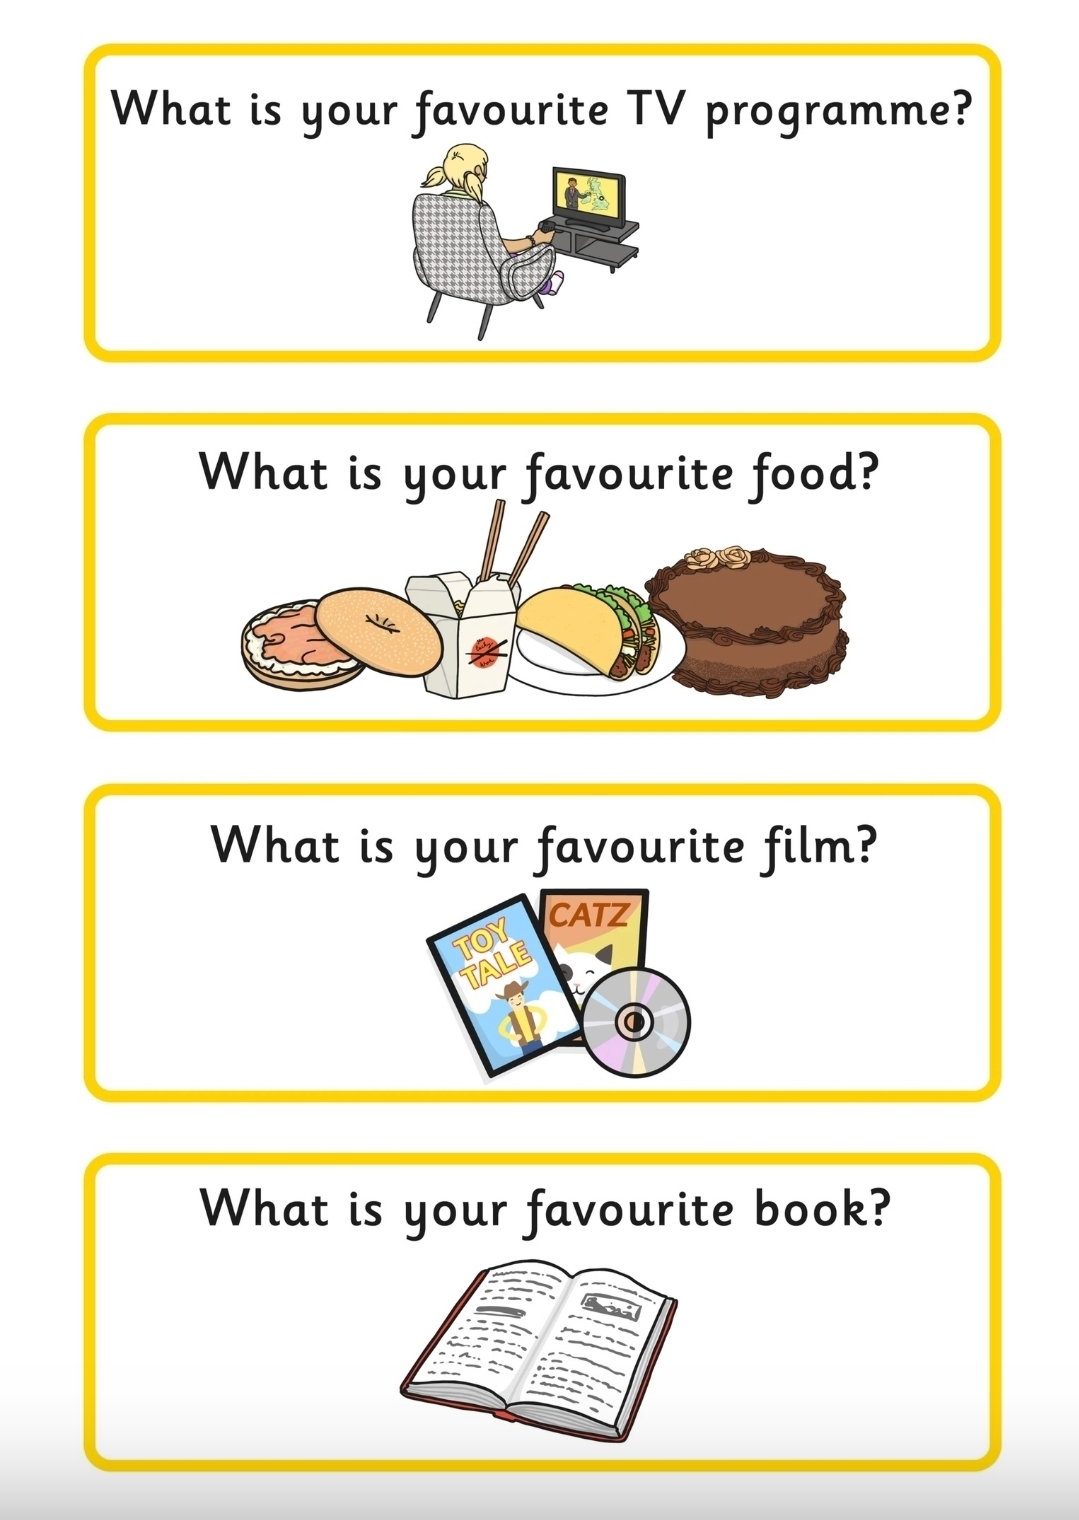 What is your favourite TV programme?
What is your favourite food?
What is your favourite film?
TOY
TALE
CATZ
What is your favourite book?